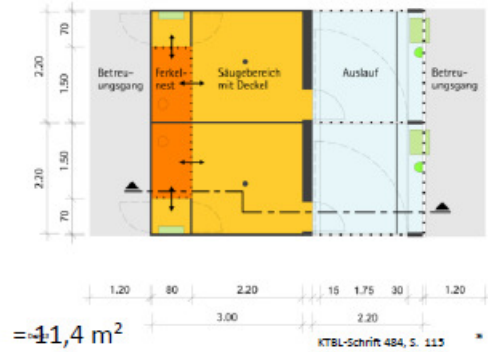 70
2.20
1.50
Betreu-
ungsgang
Ferkel-
nest
Säugebereich
mit Deckel
Auslauf
Betreu-
ungsgang
1.50
2.20
70
1.20
80
2.20
15
1.75
30
1.20
3.00
2.20
= 11,4 m²
KTBL-Schrift 484, S. 115